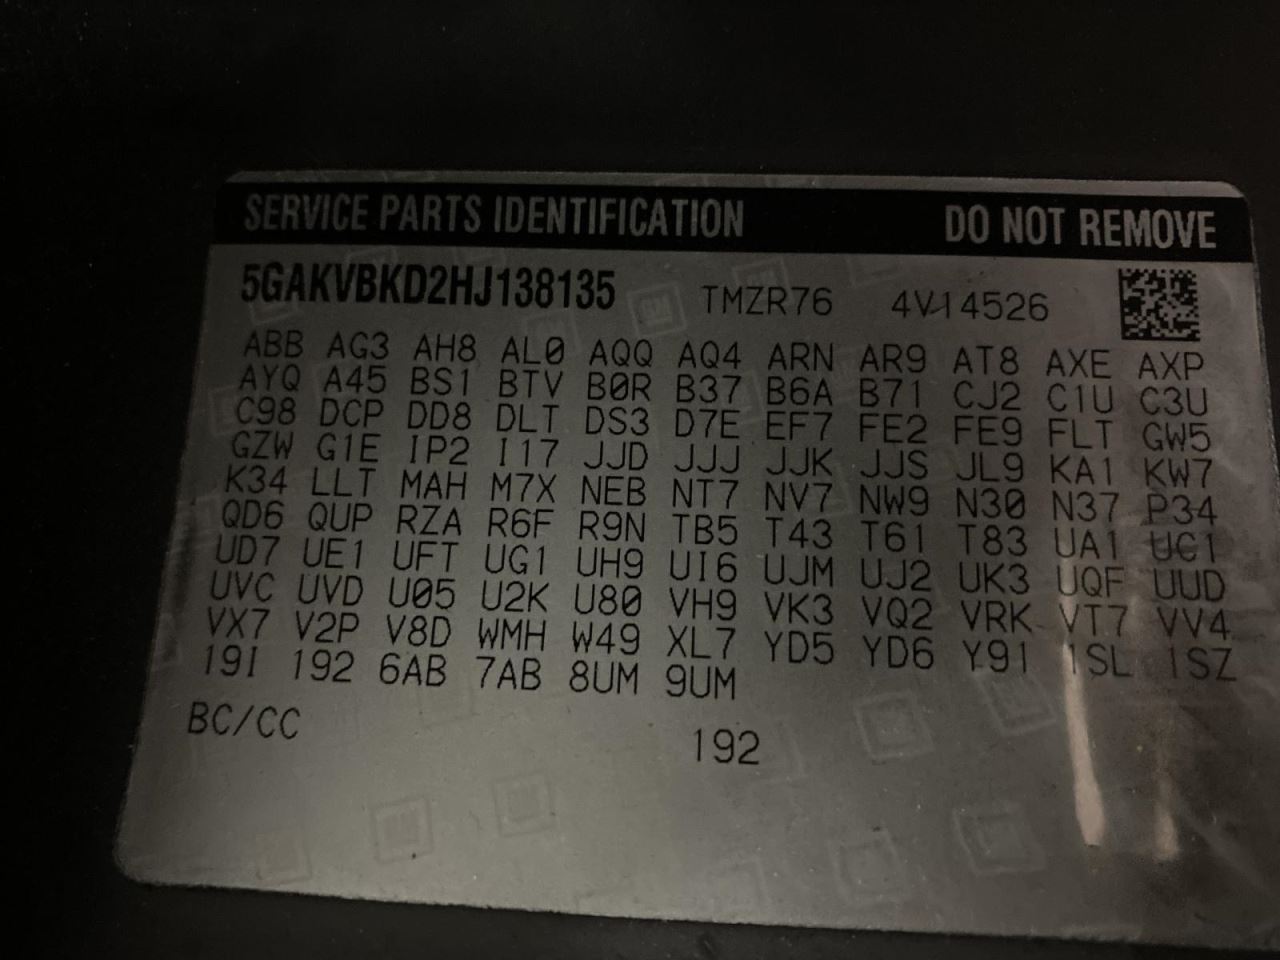 SERVICE PARTS IDENTIFICATION DO NOT REMOVE
5GAKVBKD2HJ138135 TMZR76 4V14526
ABB AG3 AH8 AL0 AQQ AQ4 ARN AR9 AT8 AXE AXP
AYQ A45 BS1 BTV B0R B37 B6A B71 CJ2 C1U C3U
C98 DCP DD8 DLT DS3 D7E EF7 FE2 FE9 FLT GW5
GZW G1E IP2 I17 JJD JJJ JJK JJS JL9 KA1 KW7
K34 LLT MAH M7X NEB NT7 NV7 NW9 N30 N37 P34
QD6 QUP RZA R6F R9N TB5 T43 T61 T83 UA1 UC1
UD7 UE1 UFT UG1 UH9 UI6 UJM UJ2 UK3 UQF UUD
UVC UVD U05 U2K U80 VH9 VK3 VQ2 VRK VT7 VV4
VX7 V2P V8D WMH W49 XL7 YD5 YD6 Y91 1SL 1SZ
19I 192 6AB 7AB 8UM 9UM
BC/CC 192